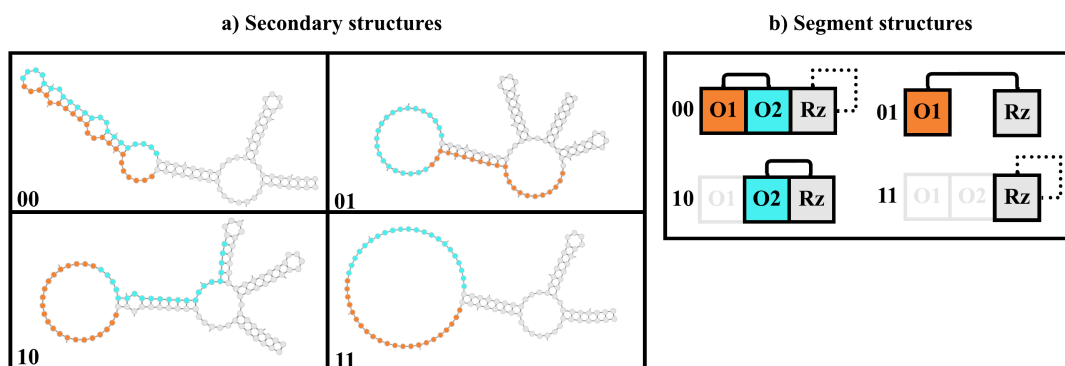 a) Secondary structures
b) Segment structures
00
01
10
11
00 O1 O2 Rz
01 O1 Rz
10 O1 O2 Rz
11 O1 O2 Rz